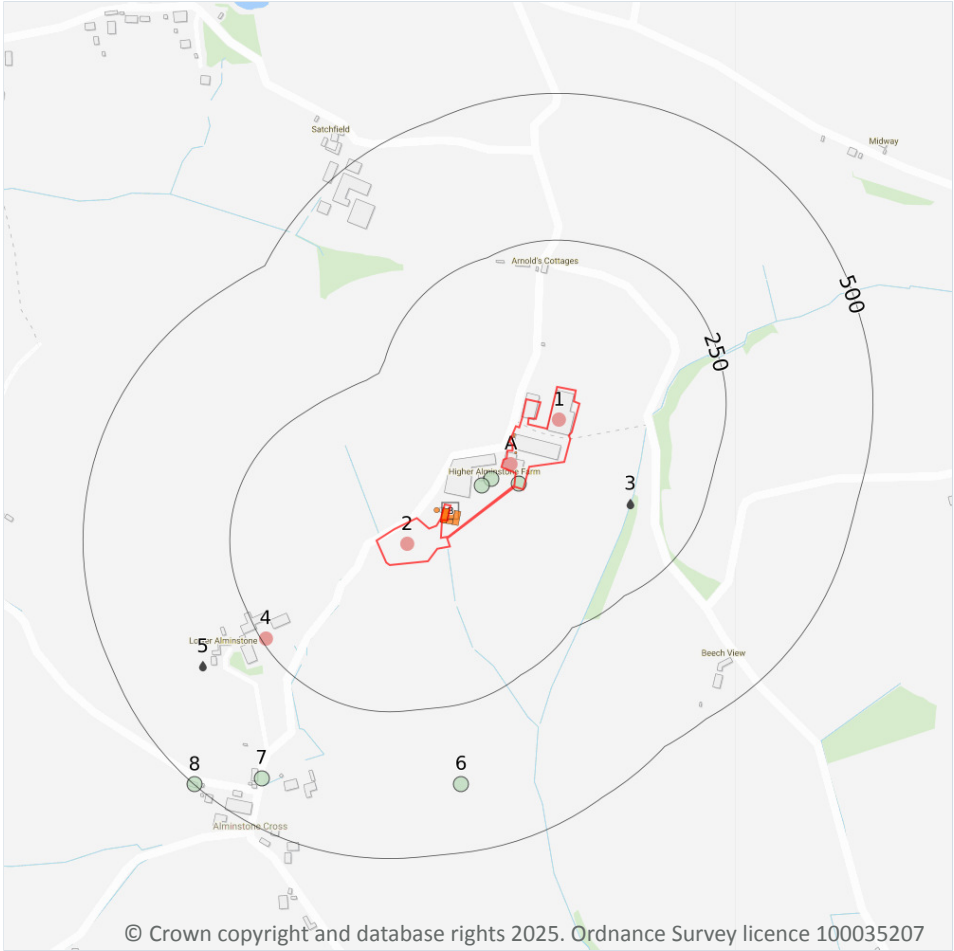 Satchfield
Midway
Arnold's Cottages
500
250
1
A
Higher Alminstone Farm
3
B
2
4
Lower Alminstone
5
Beech View
7
6
8
Alminstone Cross
© Crown copyright and database rights 2025. Ordnance Survey licence 100035207